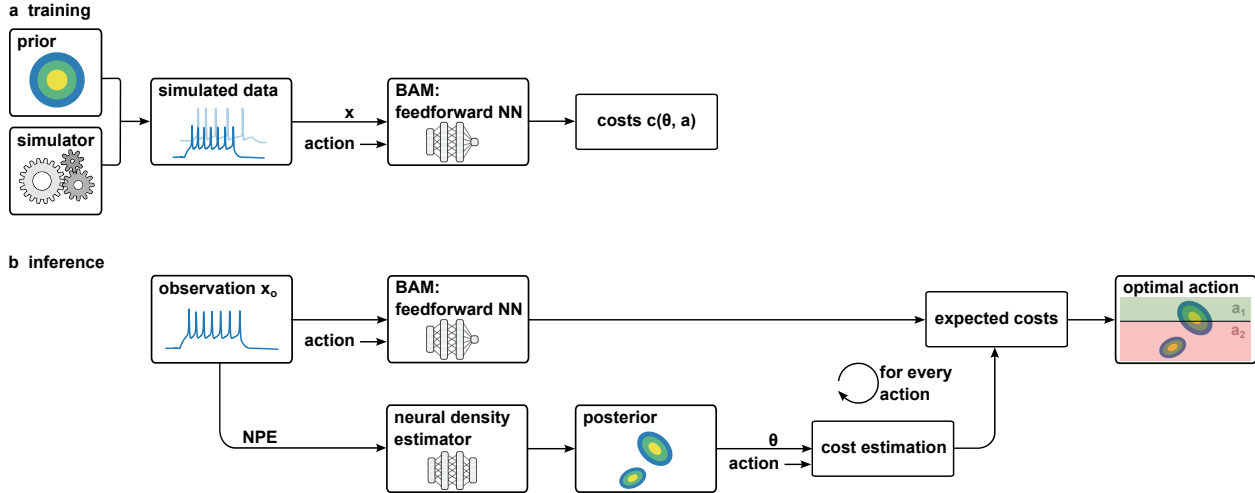 a training
prior
simulator
simulated data
x
action
BAM:
feedforward NN
costs c(θ, a)
b inference
observation xₒ
action
BAM:
feedforward NN
expected costs
optimal action
a₁
a₂
for every
action
NPE
neural density
estimator
posterior
θ
action
cost estimation